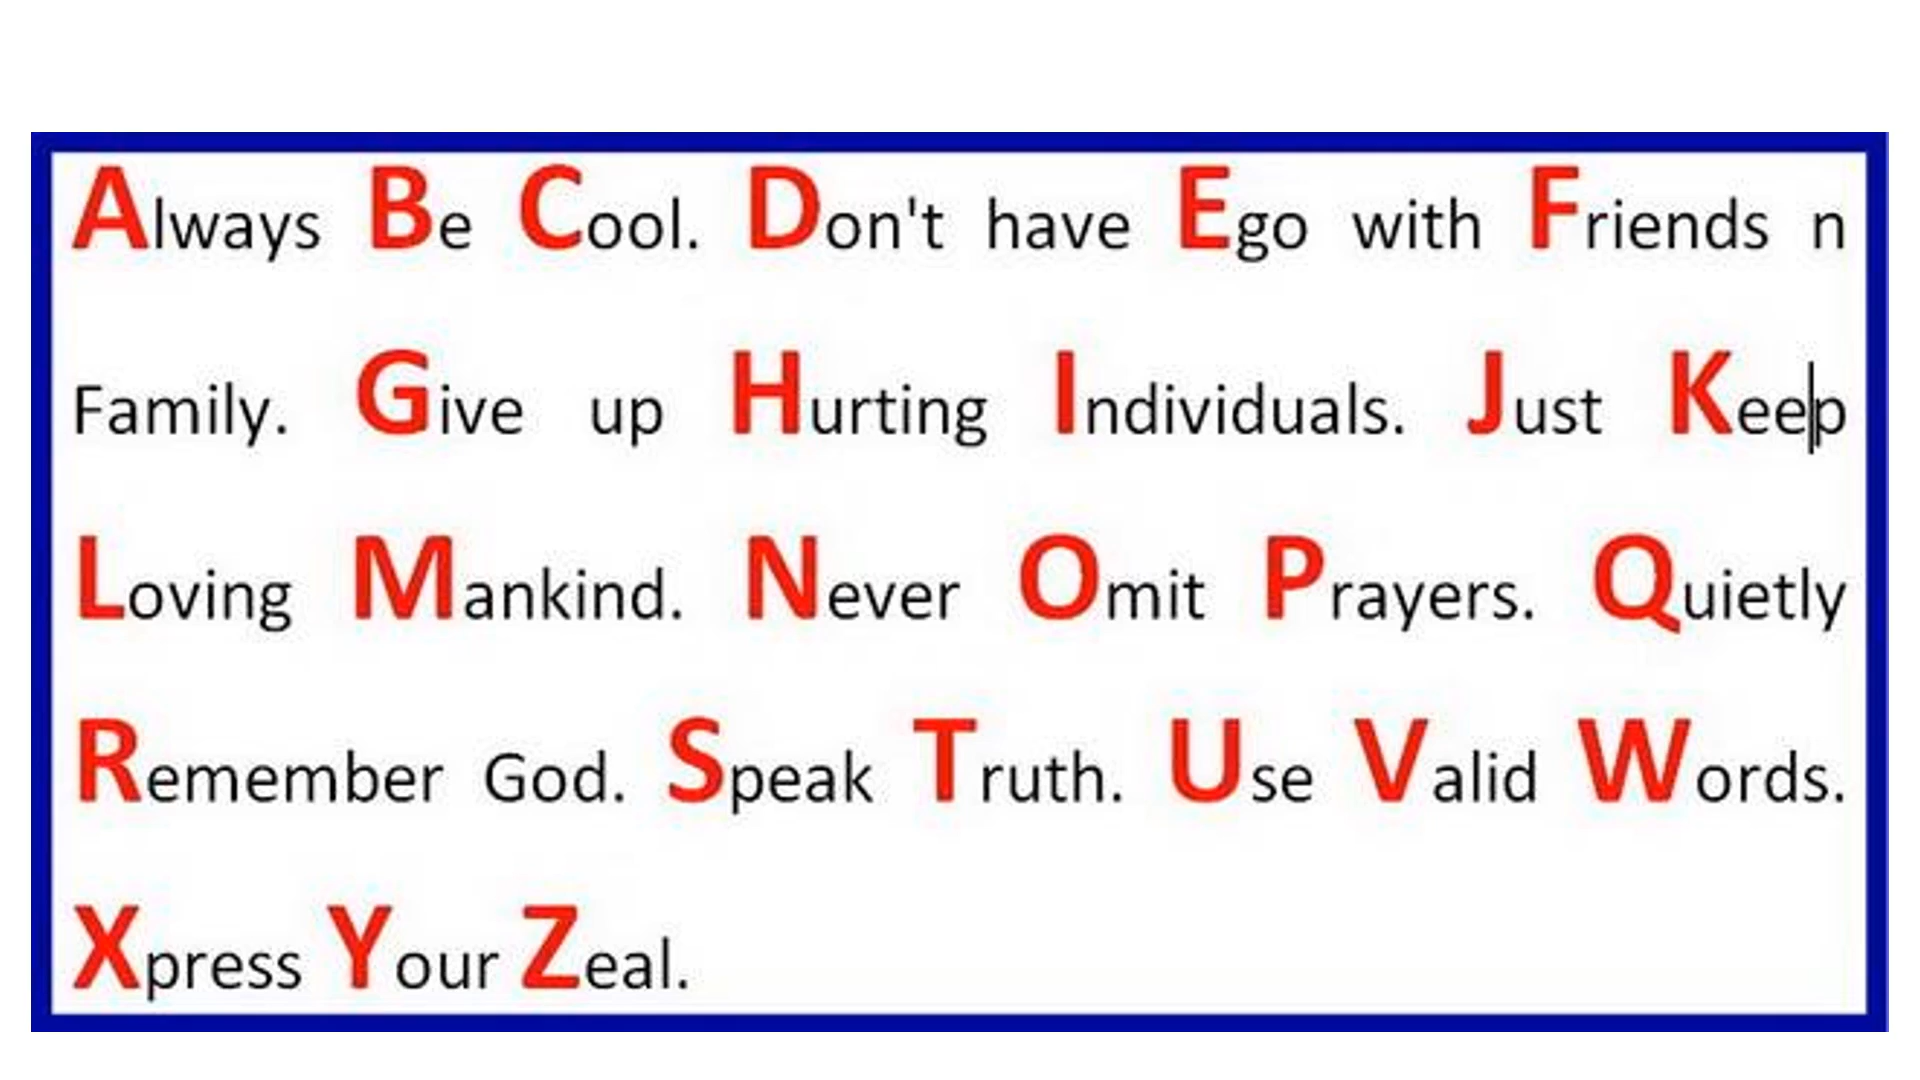 Always Be Cool. Don't have Ego with Friends n
Family. Give up Hurting Individuals. Just Keep
Loving Mankind. Never Omit Prayers. Quietly
Remember God. Speak Truth. Use Valid Words.
Xpress Your Zeal.